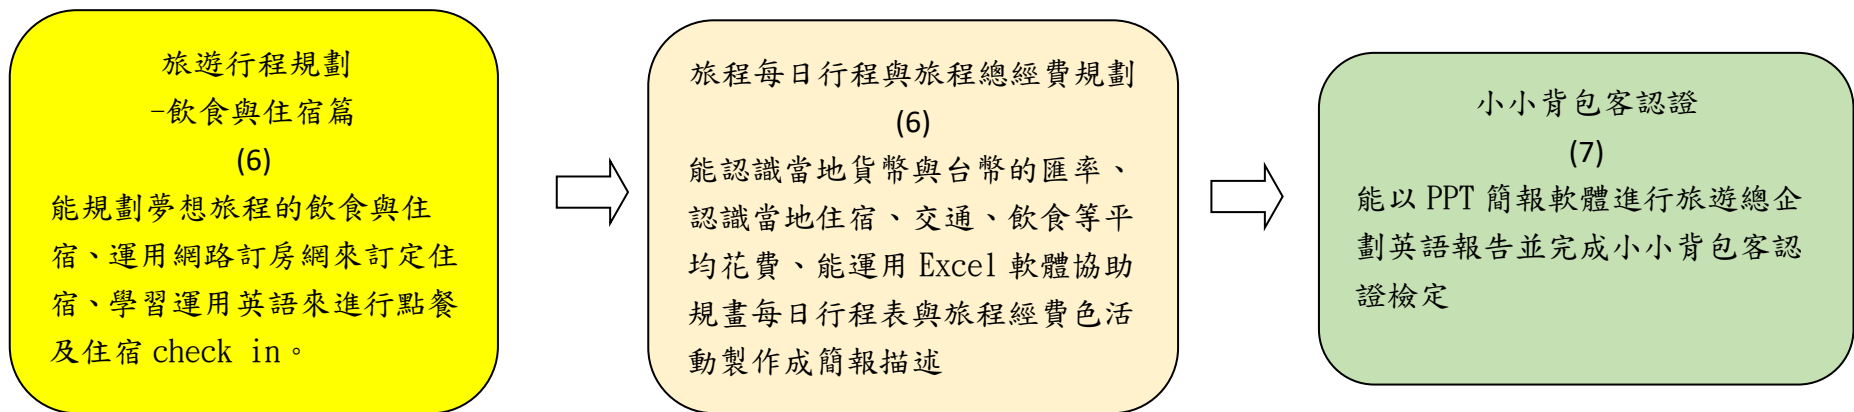 旅遊行程規劃
-飲食與住宿篇
(6)
能規劃夢想旅程的飲食與住
宿、運用網路訂房網來訂定住
宿、學習運用英語來進行點餐
及住宿 check in。
旅程每日行程與旅程總經費規劃
(6)
能認識當地貨幣與台幣的匯率、
認識當地住宿、交通、飲食等平
均花費、能運用 Excel 軟體協助
規畫每日行程表與旅程經費色活
動製作成簡報描述
小小背包客認證
(7)
能以 PPT 簡報軟體進行旅遊總企
劃英語報告並完成小小背包客認
證檢定